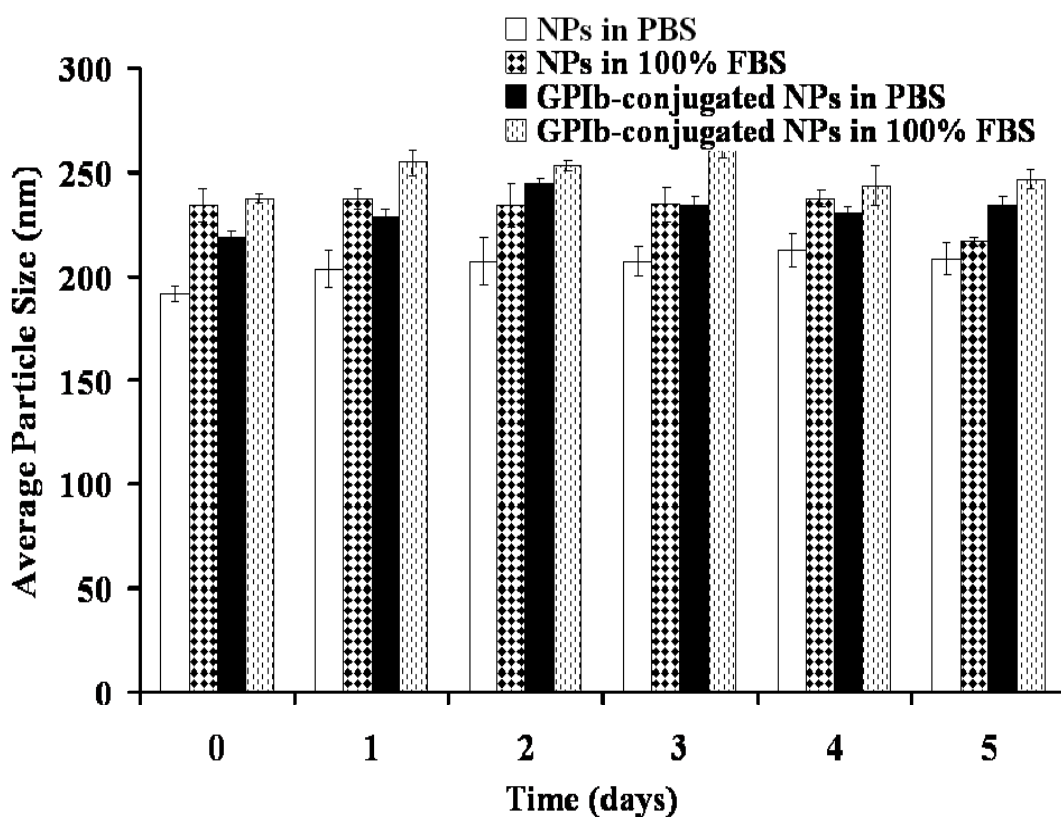 NPs in PBS
NPs in 100% FBS
GPIb-conjugated NPs in PBS
GPIb-conjugated NPs in 100% FBS
300
250
200
150
100
50
0
Average Particle Size (nm)
0 1 2 3 4 5
Time (days)